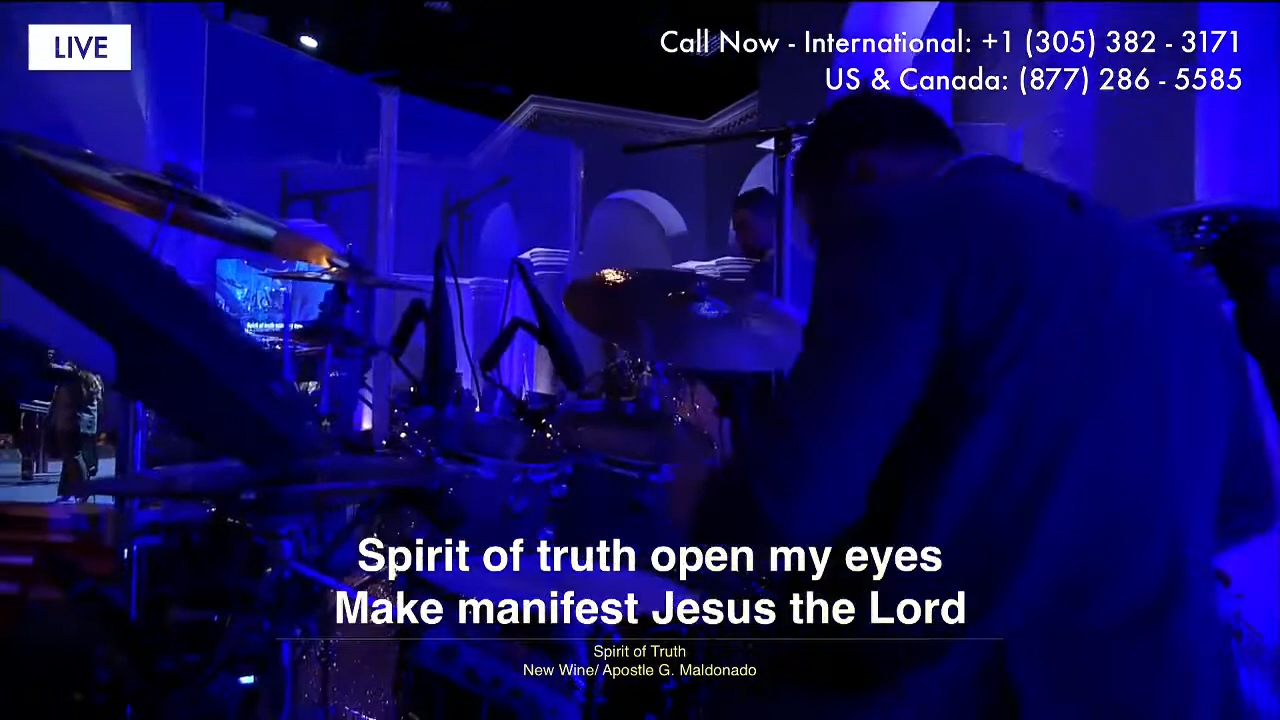 LIVE
Call Now - International: +1 (305) 382 - 3171
US & Canada: (877) 286 - 5585
Spirit of truth open my eyes
Make manifest Jesus the Lord
Spirit of Truth
New Wine/ Apostle G. Maldonado